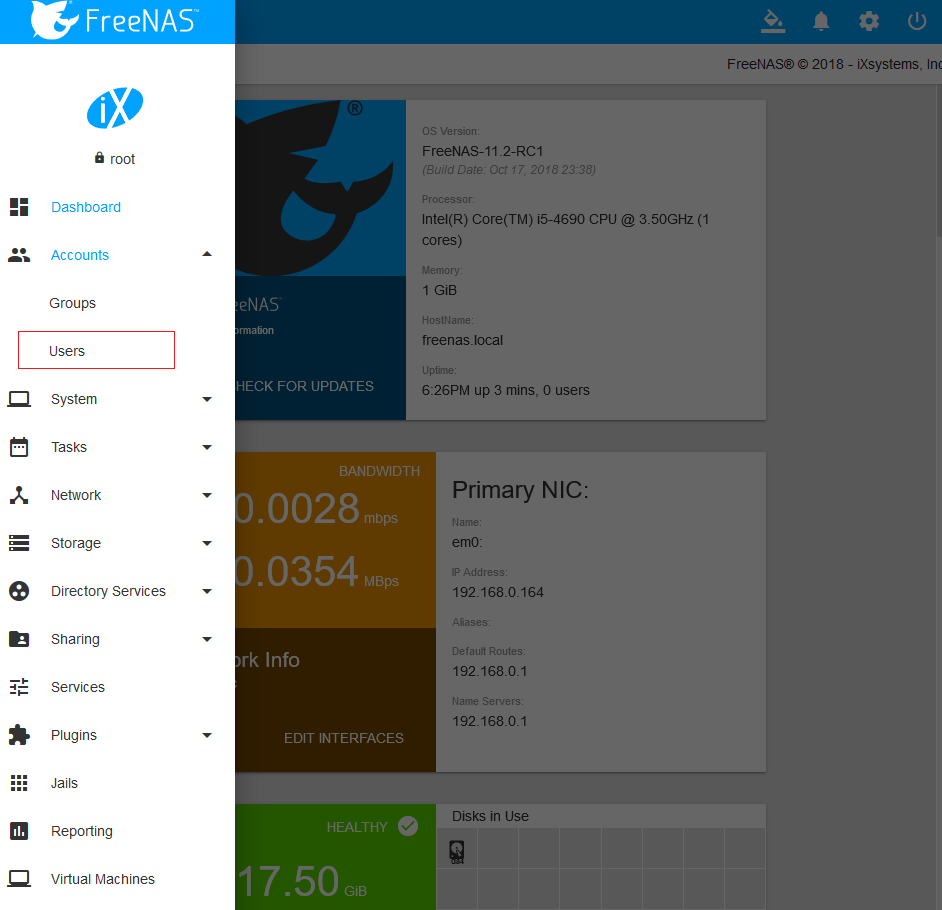 FreeNAS™
FreeNAS® © 2018 - iXsystems, Inc
iX
root
Dashboard
Accounts
Groups
Users
System
Tasks
Network
Storage
Directory Services
Sharing
Services
Plugins
Jails
Reporting
Virtual Machines
®
eeNAS
ormation
HECK FOR UPDATES
OS Version:
FreeNAS-11.2-RC1
(Build Date: Oct 17, 2018 23:38)
Processor:
Intel(R) Core(TM) i5-4690 CPU @ 3.50GHz (1
cores)
Memory:
1 GiB
HostName:
freenas.local
Uptime:
6:26PM up 3 mins, 0 users
BANDWIDTH
0.0028 mbps
0.0354 MBps
ork Info
EDIT INTERFACES
Primary NIC:
Name:
em0:
IP Address:
192.168.0.164
Aliases:
Default Routes:
192.168.0.1
Name Servers:
192.168.0.1
HEALTHY
17.50 GiB
Disks in Use